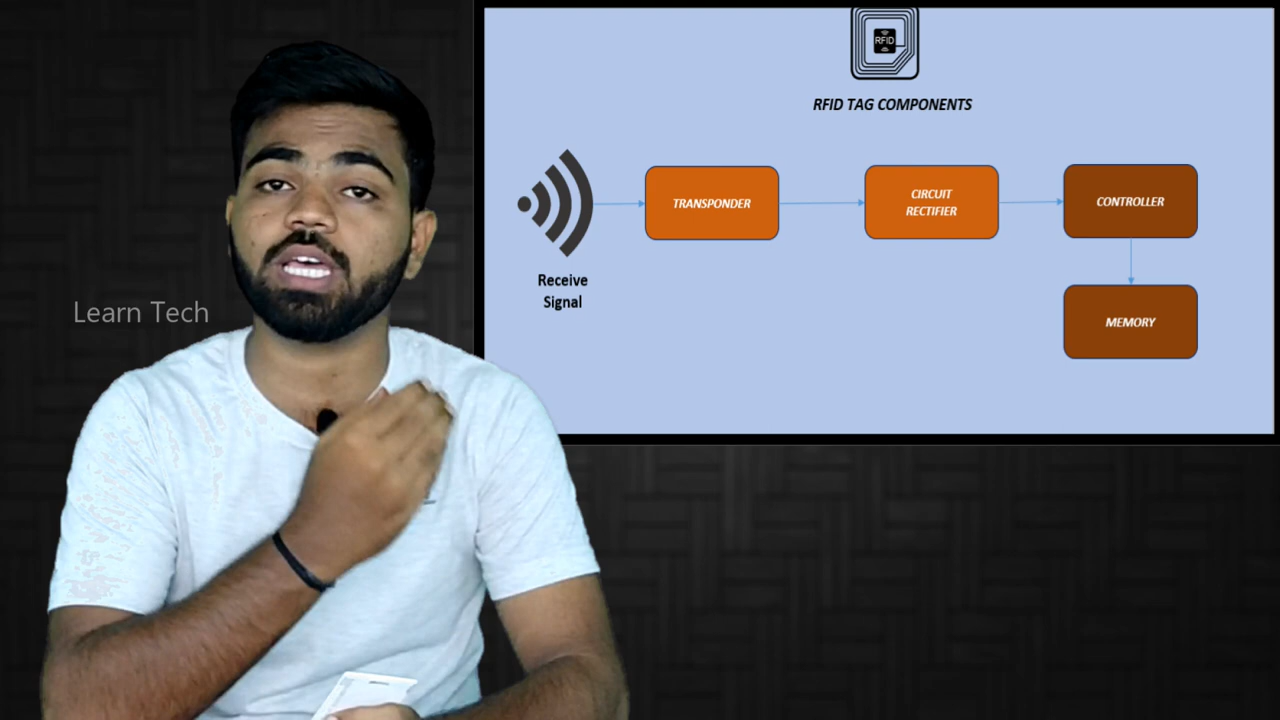 RFID
RFID TAG COMPONENTS
TRANSPONDER
CIRCUIT
RECTIFIER
CONTROLLER
MEMORY
Receive
Signal
Learn Tech